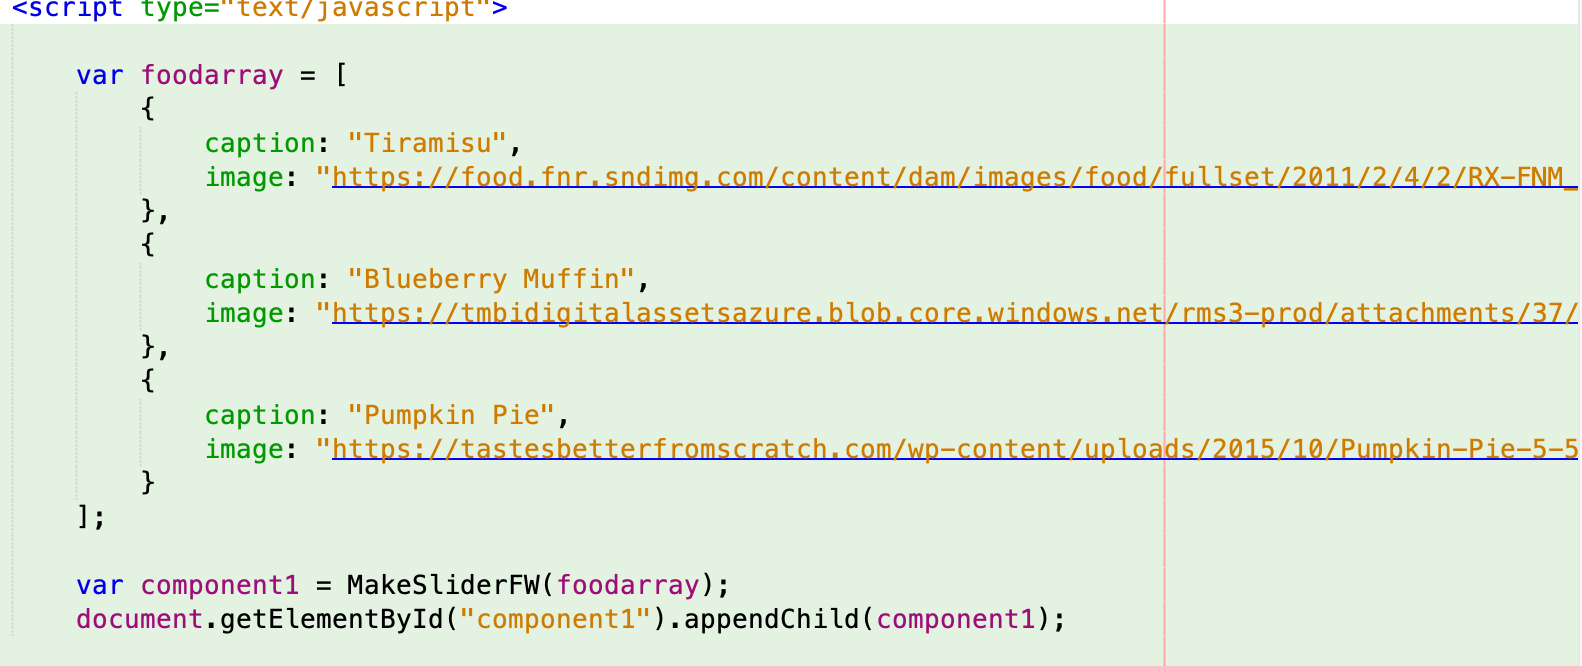 <script type="text/javascript">
var foodarray = [
{
caption: "Tiramisu",
image: "https://food.fnr.sndimg.com/content/dam/images/food/fullset/2011/2/4/2/RX-FNM_
},
{
caption: "Blueberry Muffin",
image: "https://tmbidigitalassetsazure.blob.core.windows.net/rms3-prod/attachments/37/
},
{
caption: "Pumpkin Pie",
image: "https://tastesbetterfromscratch.com/wp-content/uploads/2015/10/Pumpkin-Pie-5-5
}
];
var component1 = MakeSliderFW(foodarray);
document.getElementById("component1").appendChild(component1);